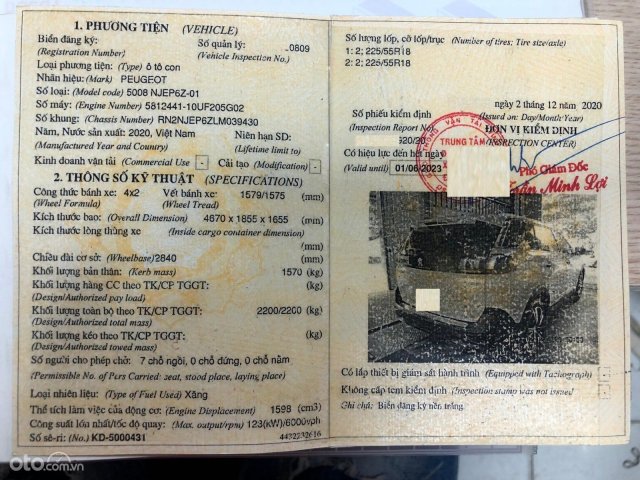 1. PHƯƠNG TIỆN (VEHICLE)
Biển đăng ký: Số quản lý: 0809
(Registration Number) (Vehicle Inspection No.)
Loại phương tiện: (Type) ô tô con
Nhãn hiệu: (Mark) PEUGEOT
Số loại: (Model code) 5008 NJEP6Z-01
Số máy: (Engine Number) 5812441-10UF205G02
Số khung: (Chassis Number) RN2NJEP6ZLM039430
Năm, Nước sản xuất: 2020, Việt Nam Niên hạn SD:
(Manufactured Year and Country) (Lifetime limit to)
Kinh doanh vận tải (Commercial Use) - Cải tạo (Modification) -
2. THÔNG SỐ KỸ THUẬT (SPECIFICATIONS)
Công thức bánh xe: 4x2 Vết bánh xe: 1579/1575 (mm)
(Wheel Formula) (Wheel Tread)
Kích thước bao: (Overall Dimension) 4670 x 1855 x 1655 (mm)
Kích thước lòng thùng xe (Inside cargo container dimension)
(mm)
Chiều dài cơ sở: (Wheelbase) 2840 (mm)
Khối lượng bản thân: (Kerb mass) 1570 (kg)
Khối lượng hàng CC theo TK/CP TGGT: (kg)
(Design/Authorized pay load)
Khối lượng toàn bộ theo TK/CP TGGT: 2200/2200 (kg)
(Design/Authorized total mass)
Khối lượng kéo theo TK/CP TGGT: (kg)
(Design/Authorized towed mass)
Số người cho phép chở: 7 chỗ ngồi, 0 chỗ đứng, 0 chỗ nằm
(Permissible No. of Pers Carried: seat, stood place, laying place)
Loại nhiên liệu: (Type of Fuel Used) Xăng
Thể tích làm việc của động cơ: (Engine Displacement) 1598 (cm3)
Công suất lớn nhất/tốc độ quay: (Max. output/rpm) 123(kW)/6000vph
Số sê-ri: (No.) KD-5000431 4432232616
Số lượng lốp, cỡ lốp/trục (Number of tires; Tire size/axle)
1: 2; 225/55R18
2: 2; 225/55R18
ngày 2 tháng 12 năm 2020
Số phiếu kiểm định (Issued on: Day/Month/Year)
(Inspection Report No) 20/20 ĐƠN VỊ KIỂM ĐỊNH
TRUNG TÂM (INSPECTION CENTER)
Có hiệu lực đến hết ngày
(Valid until) 01/06/2023 Phó Giám Đốc
Trần Minh Lợi
Có lắp thiết bị giám sát hành trình (Equipped with Tachograph)
Không cấp tem kiểm định (Inspection stamp was not issued)
Ghi chú: Biển đăng ký nền trắng
oto.com.vn